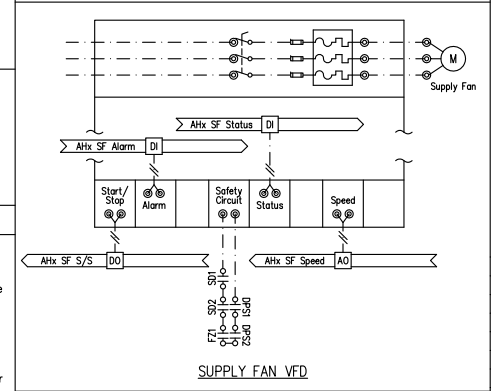 M
Supply Fan
AHx SF Status DI
AHx SF Alarm DI
Start/
Stop
Alarm
Safety
Circuit
Status
Speed
AHx SF S/S DO
AHx SF Speed AO
SD1
SD2
FZ1
DPS1
DPS2
e
r
SUPPLY FAN VFD